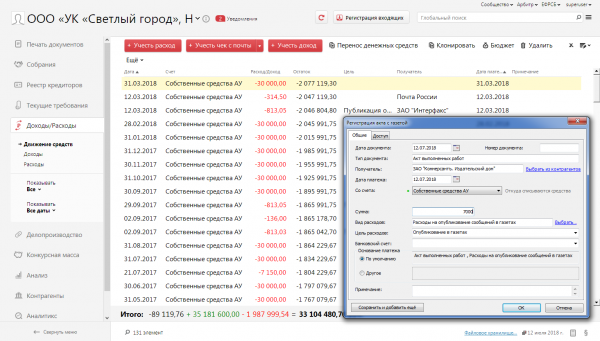 ООО «УК «Светлый город», Н
2 Уведомления
Сообщество Арбитр ЕФРСБ superuser
Регистрация входящих
Глобальный поиск
Печать документов
Собрания
Реестр кредиторов
Текущие требования
Доходы/Расходы
Движение средств
Доходы
Расходы
Показывать
Все
Показывать
Все даты
Делопроизводство
Конкурсная масса
Анализ
Контрагенты
Аналитикс
Свернуть меню
+ Учесть расход + Учесть чек с почты + Учесть доход Перенос денежных средств Клонировать Бюджет Удалить
Ещё
Дата Счет Расход/Доход Остаток Цель Получатель Дата плате... Примечание
31.03.2018 Собственные средства АУ -30 000,00 -2 077 119,30 31.03.2018
12.03.2018 Собственные средства АУ -314,50 -2 047 119,30 Почта России 12.03.2018
12.03.2018 Собственные средства АУ -813,05 -2 046 804,80 Публикация о... ЗАО "Интерфакс" 12.03.2018
28.02.2018 Собственные средства АУ -30 000,00 -2 045 991,75
31.01.2018 Собственные средства АУ -30 000,00 -2 015 991,75
31.12.2017 Собственные средства АУ -30 000,00 -1 985 991,75
30.11.2017 Собственные средства АУ -30 000,00 -1 955 991,75
31.10.2017 Собственные средства АУ -30 000,00 -1 925 991,75
30.09.2017 Собственные средства АУ -30 000,00 -1 895 991,75
29.09.2017 Собственные средства АУ -813,05 -1 865 991,75
02.10.2017 Собственные средства АУ -136,00 -1 865 178,70
02.10.2017 Собственные средства АУ -813,05 -1 865 042,70
31.08.2017 Собственные средства АУ -30 000,00 -1 864 229,67
31.07.2017 Собственные средства АУ -30 000,00 -1 834 229,67
21.07.2017 Собственные средства АУ -7 150,00 -1 804 229,67
30.06.2017 Собственные средства АУ -30 000,00 -1 797 079,67
31.05.2017 Собственные средства АУ -30 000,00 -1 767 079,67
Итого: -89 119,76 + 35 181 600,00 - 1 987 999,54 = 33 104 480,70
131 элемент
Файловое хранилище...
12 июля 2018 г.
Регистрация акта с газетой
Общие Доступ
Дата документа: 12.07.2018 Номер документа:
Тип документа: Акт выполненных работ
Получатель: ЗАО "Коммерсантъ. Издательский дом" Выбрать из контрагентов
Дата платежа: 12.07.2018
Со счета: Собственные средства АУ Откуда списываются средства
Сумма: 7000
Вид расходов: Расходы на опубликование сообщений в газетах Выбрать...
Цель расходов: Опубликование в газетах
Банковский счет:
Основание платежа
По умолчанию
Акт выполненных работ , Расходы на опубликование сообщений в газетах
Другое
Примечание:
Сохранить и добавить ещё ОК Отмена